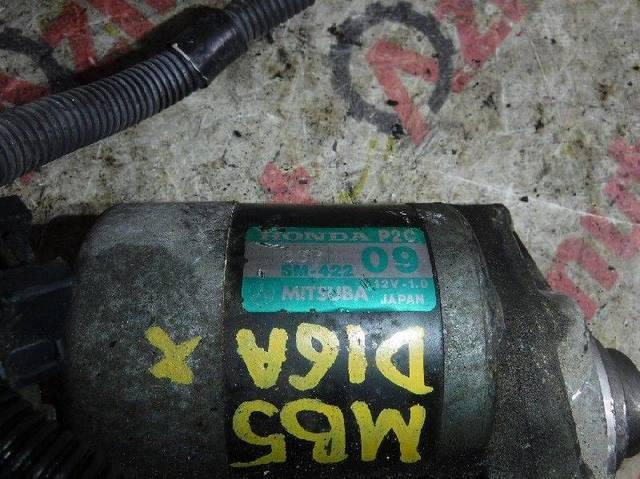 HONDA P2C
SM-422 09
MITSUBA 12V-1.0
JAPAN
MB5
D16A
X